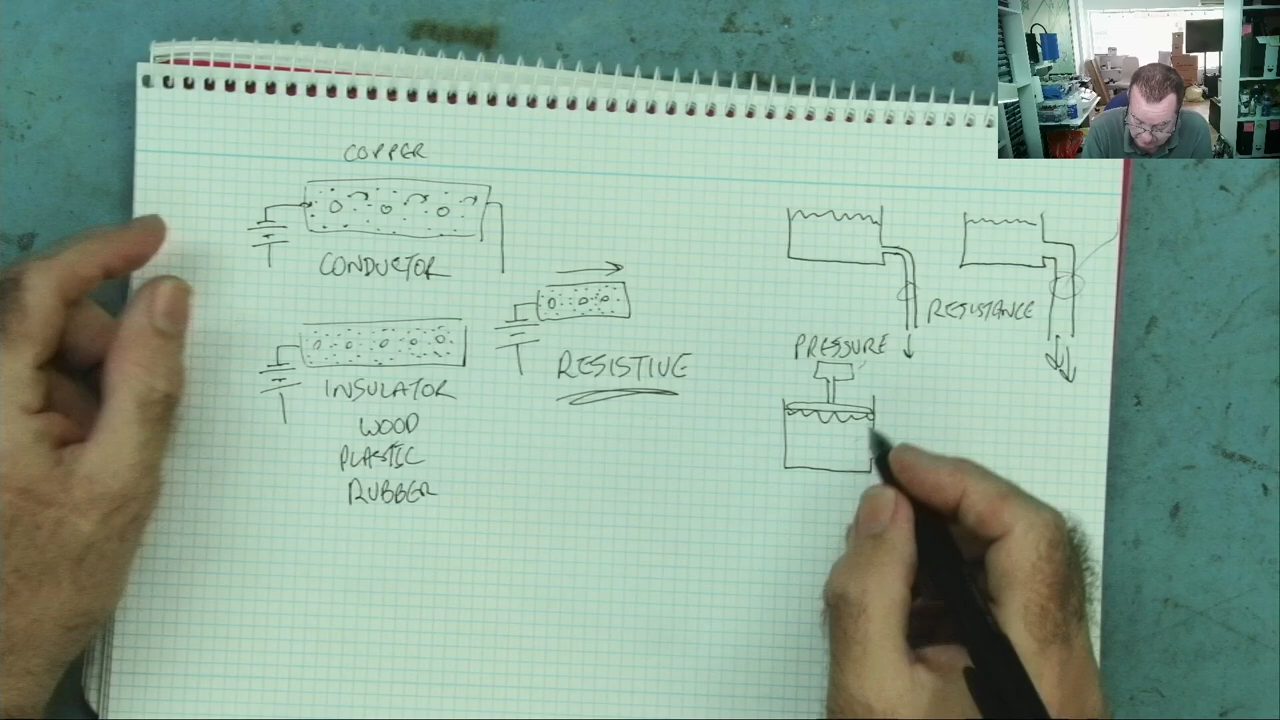 COPPER
CONDUCTOR
INSULATOR
WOOD
PLASTIC
RUBBER
RESISTIVE
RESISTANCE
PRESSURE